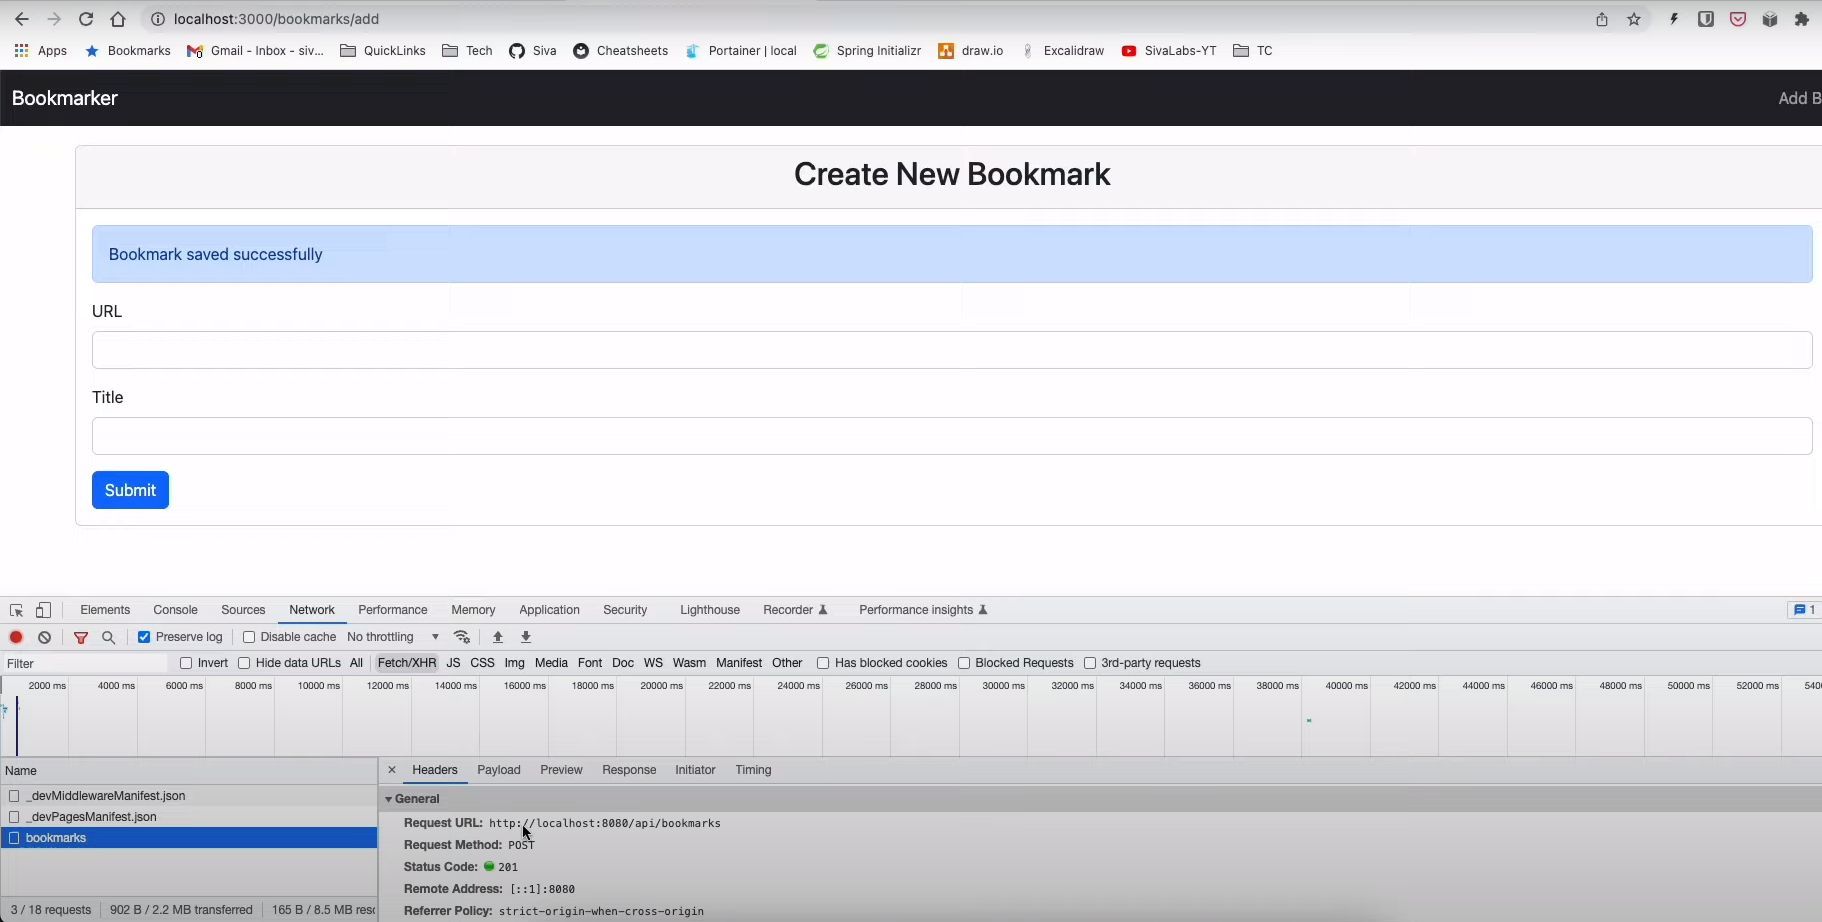 localhost:3000/bookmarks/add
Apps Bookmarks Gmail - Inbox - siv... QuickLinks Tech Siva Cheatsheets Portainer | local Spring Initializr draw.io Excalidraw SivaLabs-YT TC
Bookmarker Add B
Create New Bookmark
Bookmark saved successfully
URL
Title
Submit
Elements Console Sources Network Performance Memory Application Security Lighthouse Recorder Performance insights 1
Preserve log Disable cache No throttling
Filter Invert Hide data URLs All Fetch/XHR JS CSS Img Media Font Doc WS Wasm Manifest Other Has blocked cookies Blocked Requests 3rd-party requests
2000 ms 4000 ms 6000 ms 8000 ms 10000 ms 12000 ms 14000 ms 16000 ms 18000 ms 20000 ms 22000 ms 24000 ms 26000 ms 28000 ms 30000 ms 32000 ms 34000 ms 36000 ms 38000 ms 40000 ms 42000 ms 44000 ms 46000 ms 48000 ms 50000 ms 52000 ms 540
Name Headers Payload Preview Response Initiator Timing
_devMiddlewareManifest.json
_devPagesManifest.json
bookmarks
3 / 18 requests 902 B / 2.2 MB transferred 165 B / 8.5 MB resc
General
Request URL: http://localhost:8080/api/bookmarks
Request Method: POST
Status Code: 201
Remote Address: [::1]:8080
Referrer Policy: strict-origin-when-cross-origin